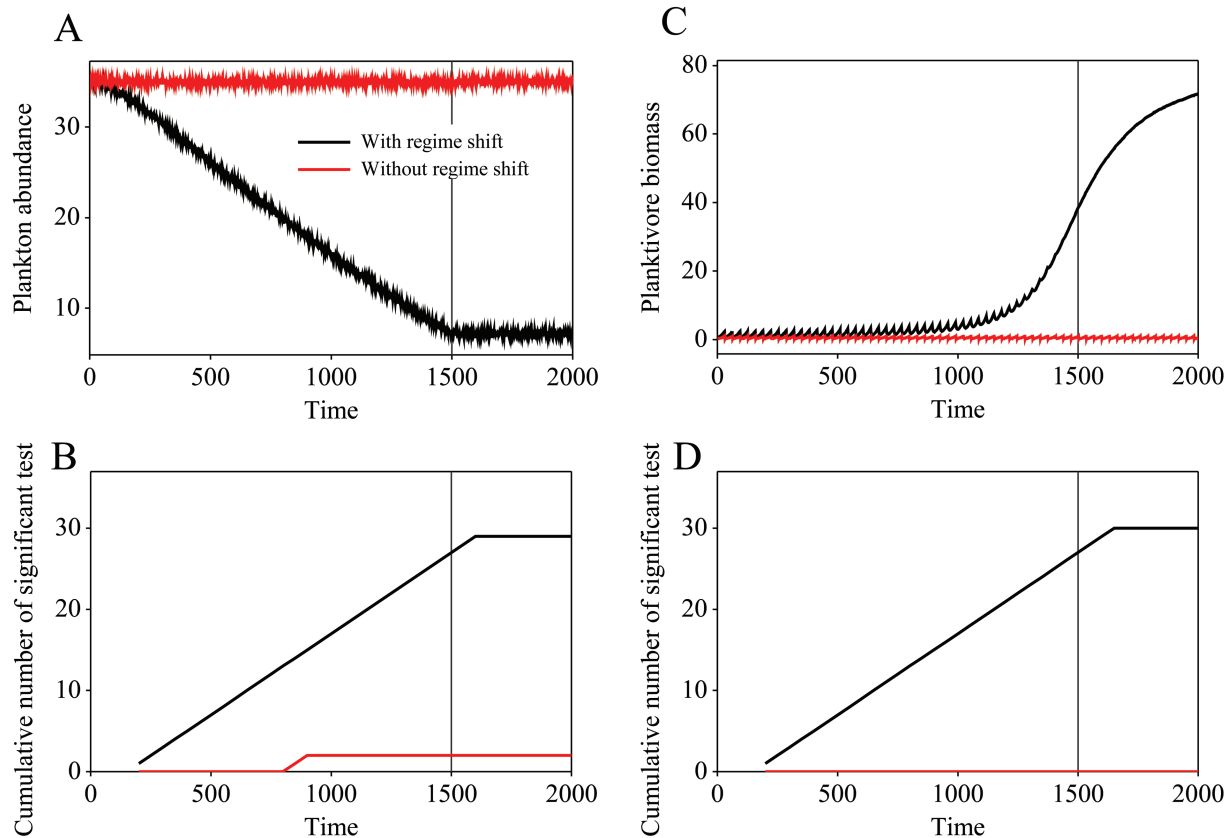 A
Plankton abundance
30
20
10
0
500
1000
1500
2000
Time
With regime shift
Without regime shift
C
Planktivore biomass
80
60
40
20
0
0
500
1000
1500
2000
Time
B
Cumulative number of significant test
30
20
10
0
0
500
1000
1500
2000
Time
D
Cumulative number of significant test
30
20
10
0
0
500
1000
1500
2000
Time